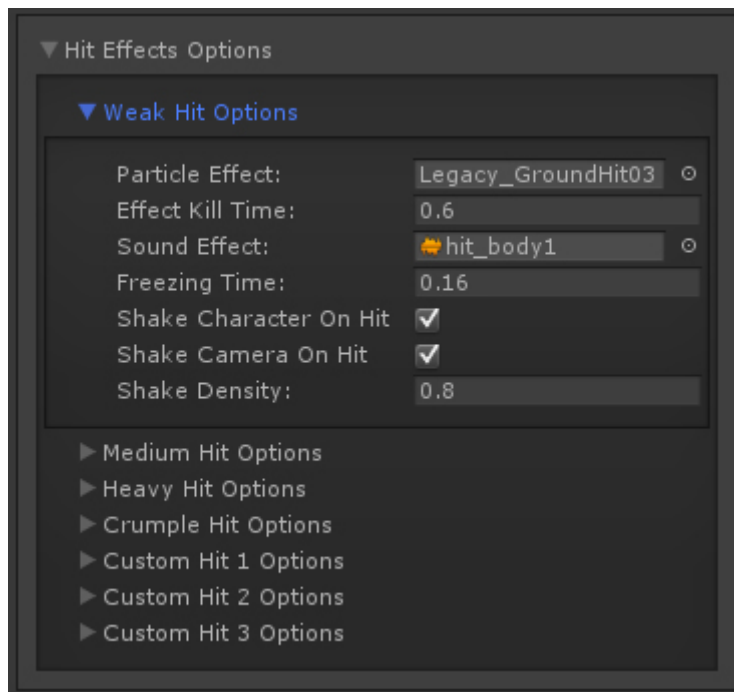 Hit Effects Options
Weak Hit Options
Particle Effect: Legacy_GroundHit03
Effect Kill Time: 0.6
Sound Effect: hit_body1
Freezing Time: 0.16
Shake Character On Hit
Shake Camera On Hit
Shake Density: 0.8
Medium Hit Options
Heavy Hit Options
Crumple Hit Options
Custom Hit 1 Options
Custom Hit 2 Options
Custom Hit 3 Options